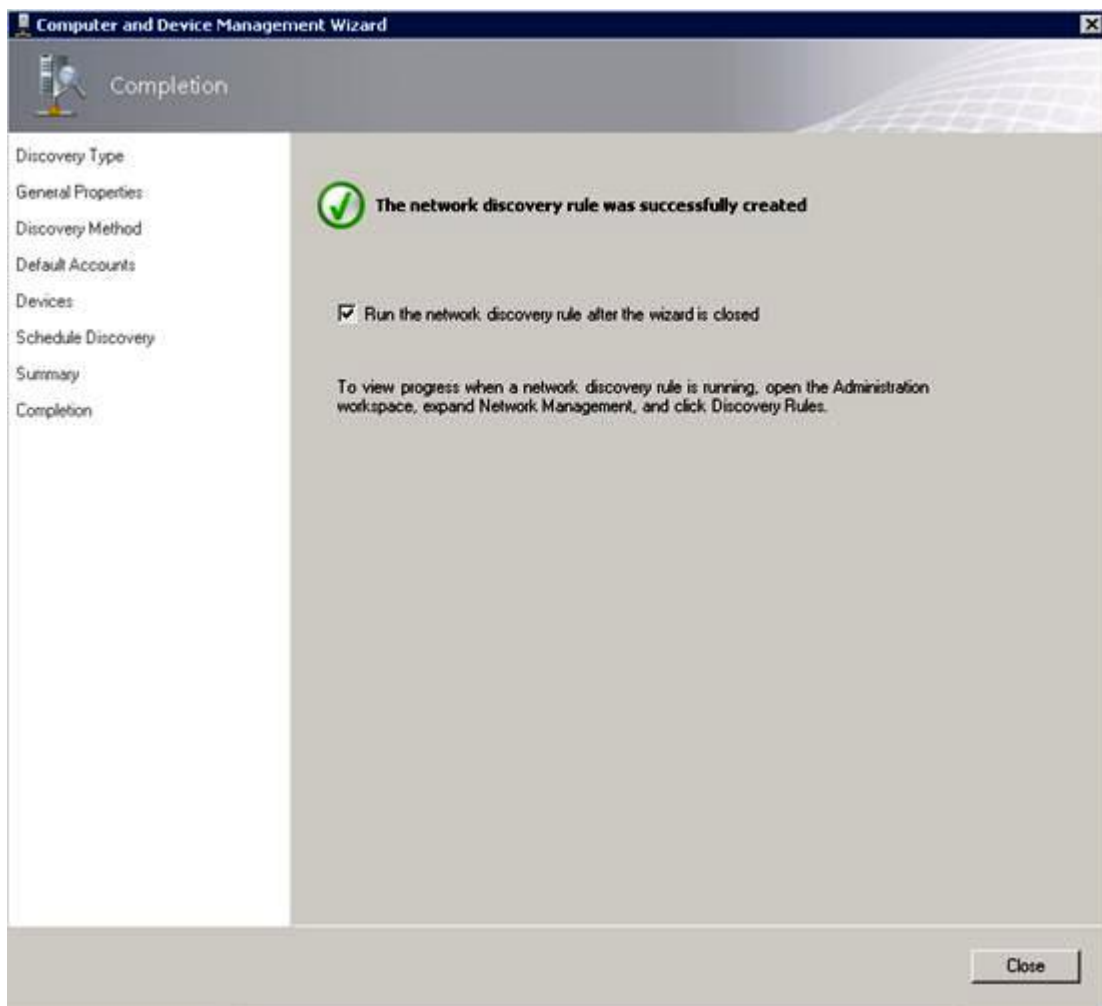 Computer and Device Management Wizard
Completion
Discovery Type
General Properties
Discovery Method
Default Accounts
Devices
Schedule Discovery
Summary
Completion
The network discovery rule was successfully created
Run the network discovery rule after the wizard is closed
To view progress when a network discovery rule is running, open the Administration
workspace, expand Network Management, and click Discovery Rules.
Close